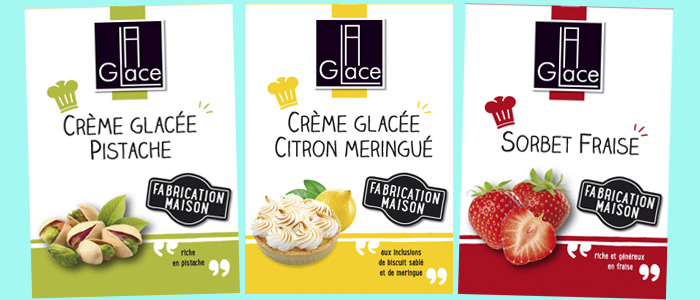 LA
Glace
CRÈME GLACÉE
PISTACHE
FABRICATION
MAISON
riche
en pistache
LA
Glace
CRÈME GLACÉE
CITRON MERINGUÉ
FABRICATION
MAISON
aux inclusions
de biscuit sablé
et de meringue
LA
Glace
SORBET FRAISE
FABRICATION
MAISON
riche et généreux
en fraise